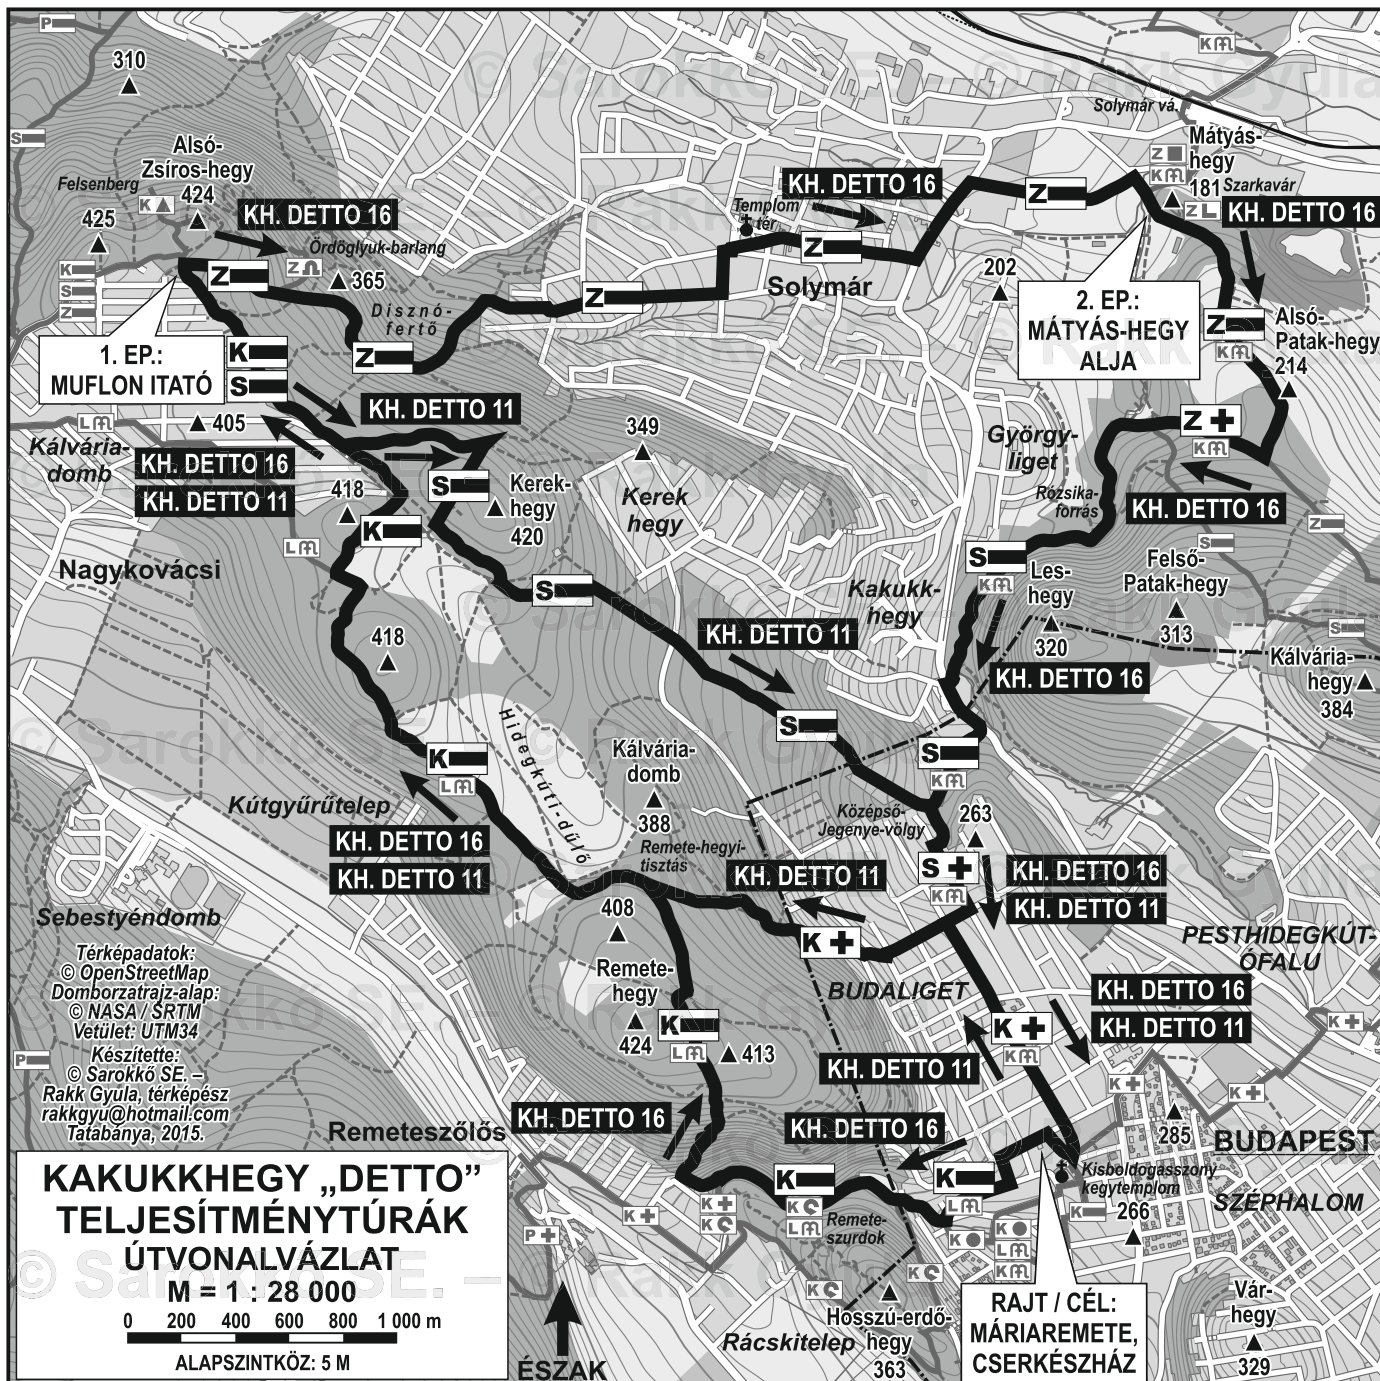 P
310
S
Alsó-
Zsíros-hegy
424
Felsenberg
K
425
KH. DETTO 16
Ördöglyuk-barlang
Z
365
K
S
Z
Z
1. EP.:
MUFLON ITATÓ
Disznó-
fertő
K
S
Z
Z
KH. DETTO 16
Templom
tér
Z
Solymár
Z
K
Solymár vá.
Mátyás-
hegy
181
Z
K
Z
Szarkavár
KH. DETTO 16
202
2. EP.:
MÁTYÁS-HEGY
ALJA
Z
K
Alsó-
Patak-hegy
214
KH. DETTO 11
L
405
Kálvária-
domb
KH. DETTO 16
KH. DETTO 11
418
S
Kerek-
hegy
420
349
Kerek
hegy
György-
liget
Rózsika-
forrás
Z
K
KH. DETTO 16
Z
S
K
L
Nagykovácsi
S
S
K
Les-
hegy
320
Felső-
Patak-hegy
313
Kakukk-
hegy
KH. DETTO 11
418
KH. DETTO 16
S
Kálvária-
hegy
384
S
S
K
K
L
Hidegkúti-dűlő
Kálvária-
domb
388
Kútgyűrűtelep
KH. DETTO 16
KH. DETTO 11
Remete-hegyi-
tisztás
Középső-
Jegenye-völgy
263
S
K
KH. DETTO 16
KH. DETTO 11
KH. DETTO 11
Sebestyéndomb
408
K
PESTHIDEGKÚT-
ÓFALU
Térképadatok:
© OpenStreetMap
Domborzatrajz-alap:
© NASA / SRTM
Vetület: UTM34
Készítette:
© Sarokkő SE. –
Rakk Gyula, térképész
rakkgyu@hotmail.com
Tatabánya, 2015.
P
Remete-
hegy
424
K
L
413
BUDALIGET
KH. DETTO 16
KH. DETTO 11
K
K
K
KH. DETTO 11
K
K
285
BUDAPEST
SZÉPHALOM
KH. DETTO 16
KH. DETTO 16
Remeteszőlős
K
K
L
K
L
Remete-
szurdok
Kisboldogasszony
kegytemplom
266
K
K
K
K
P
K
K
L
K
K
K
Hosszú-erdő-
hegy
363
Rácskitelep
RAJT / CÉL:
MÁRIAREMETE,
CSERKÉSZHÁZ
Vár-
hegy
329
KAKUKKHEGY „DETTO”
TELJESÍTMÉNYTÚRÁK
ÚTVONALVÁZLAT
M = 1 : 28 000
0 200 400 600 800 1 000 m
ALAPSZINTKÖZ: 5 M
ÉSZAK
© Sarokkő SE. – © Rakk Gyula